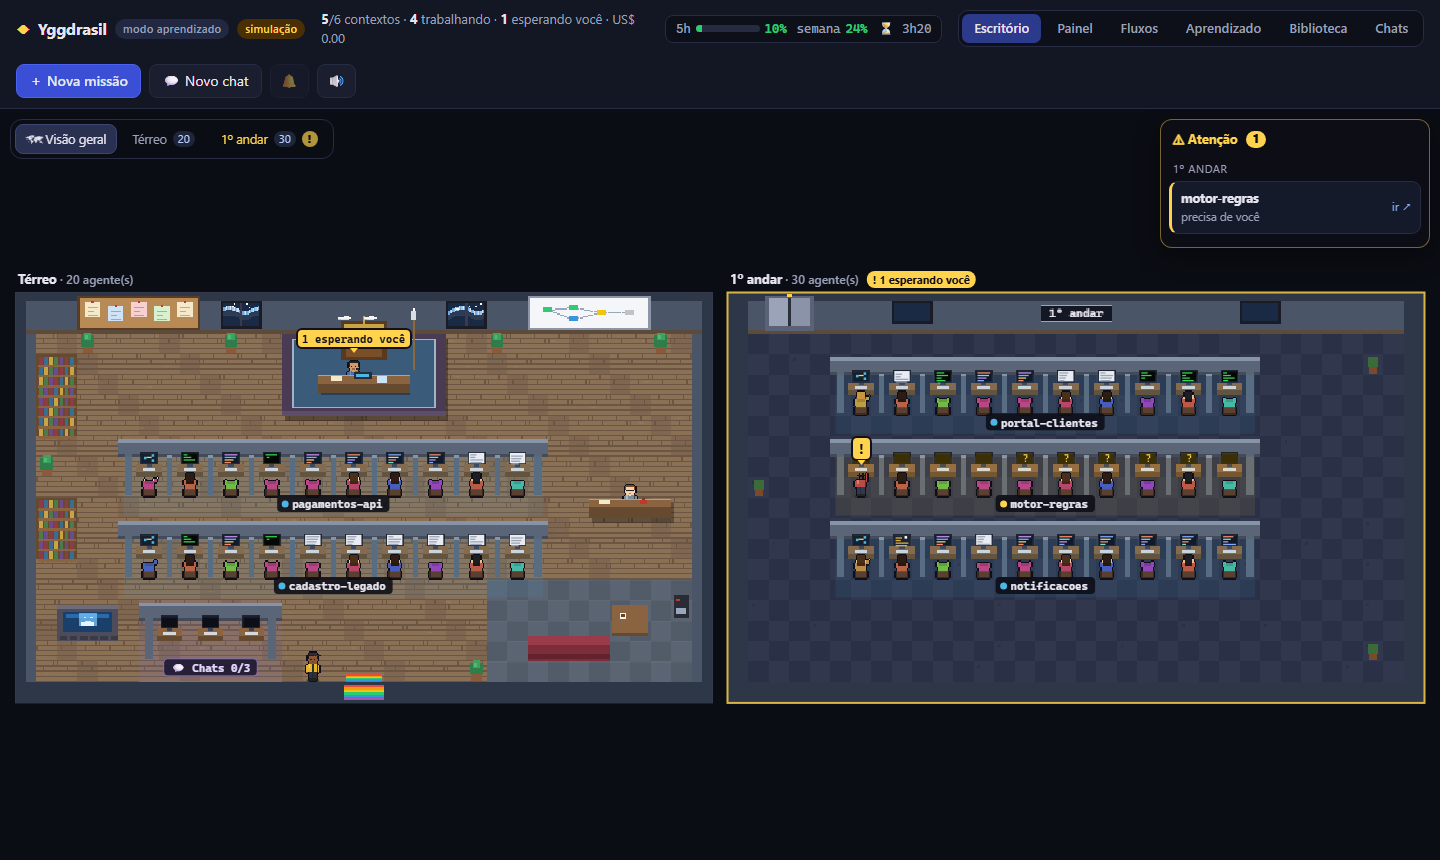 Yggdrasil
modo aprendizado
simulação
5/6 contextos · 4 trabalhando · 1 esperando você · US$
0.00
5h 10% semana 24% ⏳ 3h20
Escritório
Painel
Fluxos
Aprendizado
Biblioteca
Chats
+ Nova missão
Novo chat
Visão geral
Térreo 20
1º andar 30 !
⚠ Atenção 1
1º ANDAR
motor-regras
precisa de você
ir ↗
Térreo · 20 agente(s)
1 esperando você
pagamentos-api
cadastro-legado
Chats 0/3
1º andar · 30 agente(s)
! 1 esperando você
1º andar
portal-clientes
!
? ? ? ? ?
motor-regras
notificacoes